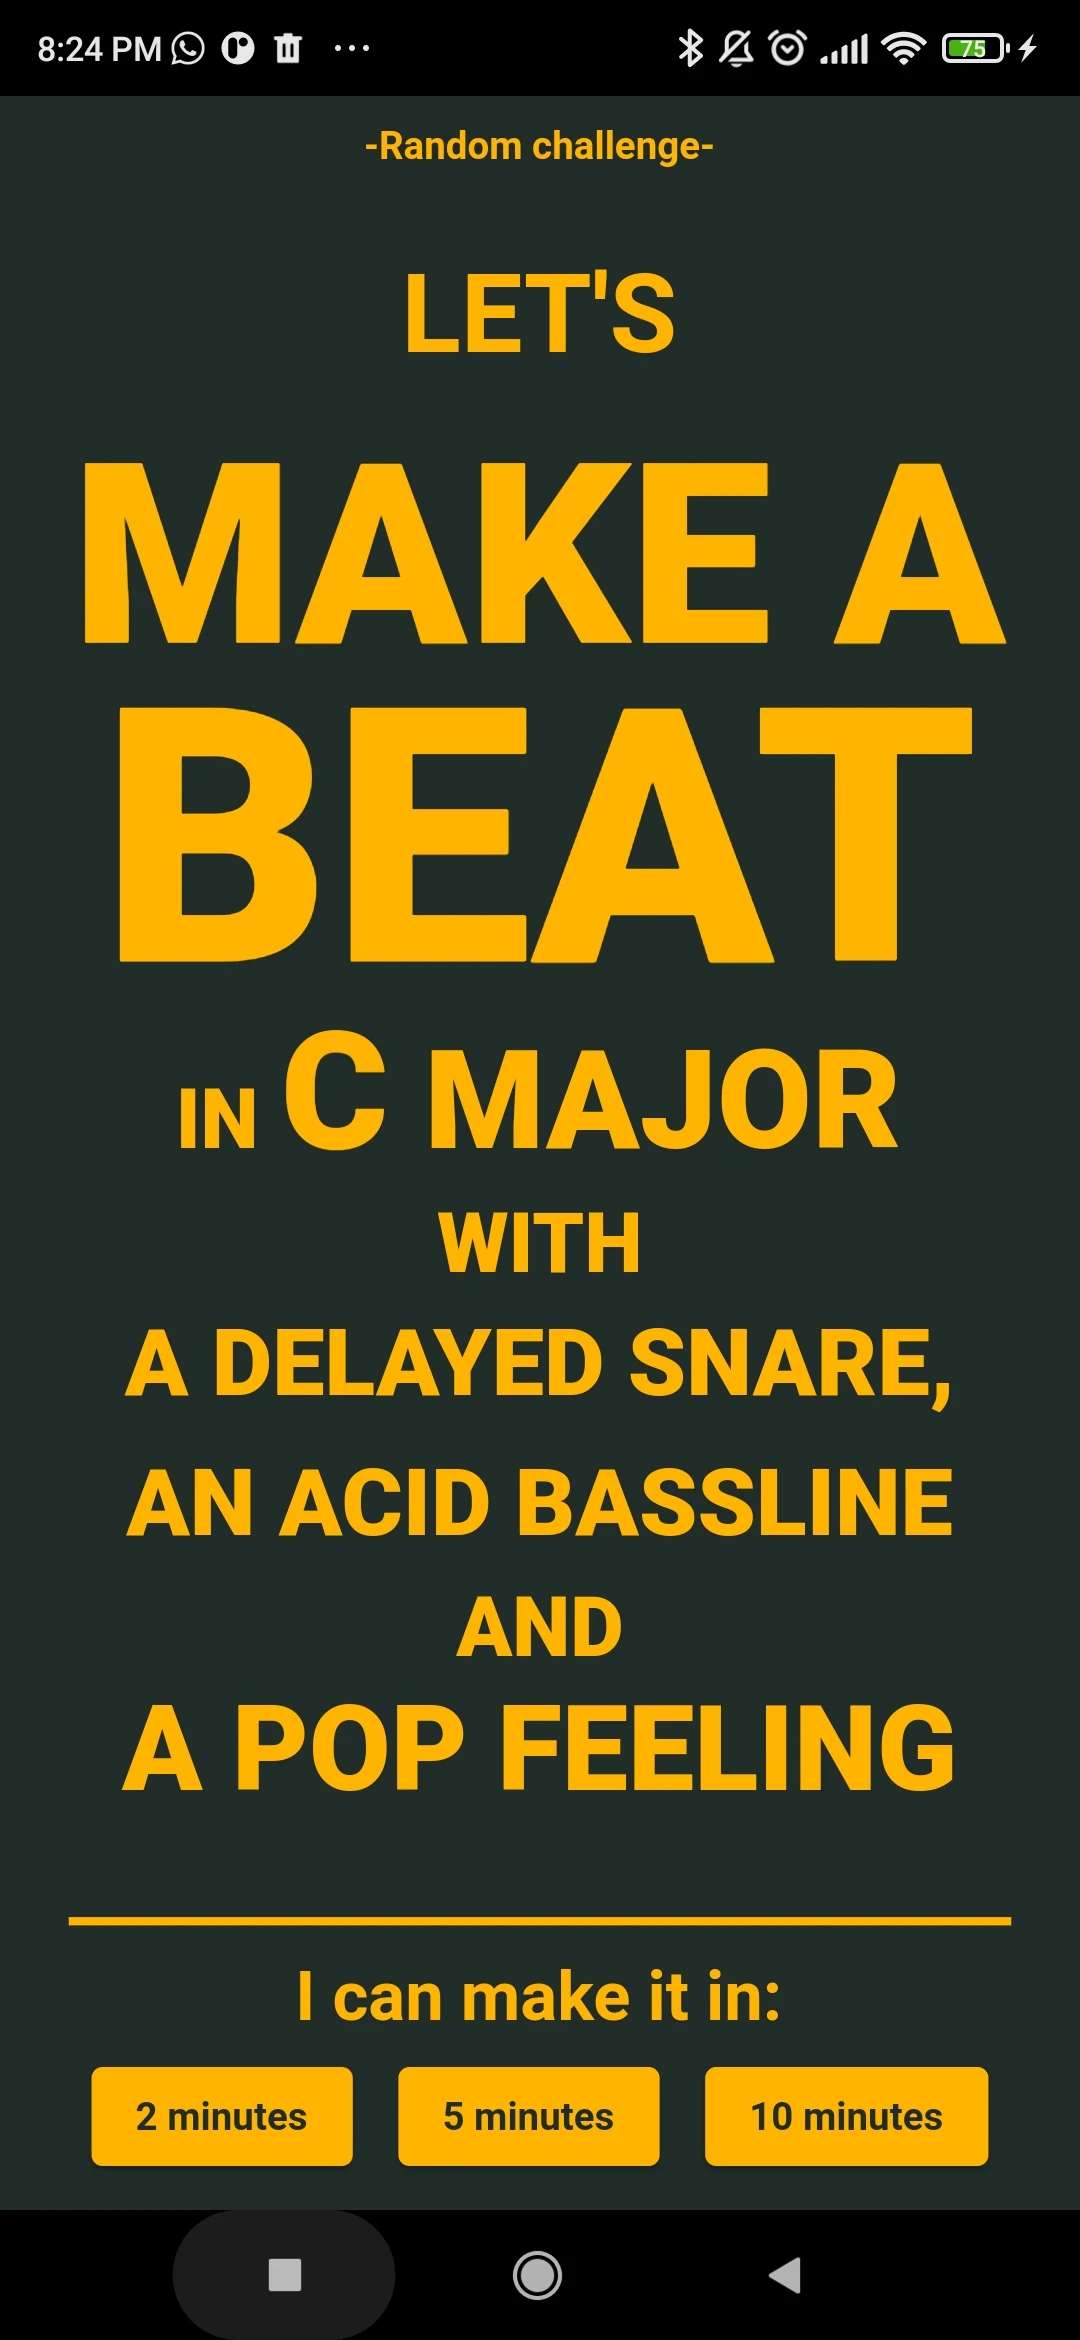 8:24 PM 75
-Random challenge-
LET'S
MAKE A
BEAT
IN C MAJOR
WITH
A DELAYED SNARE,
AN ACID BASSLINE
AND
A POP FEELING
I can make it in:
2 minutes 5 minutes 10 minutes